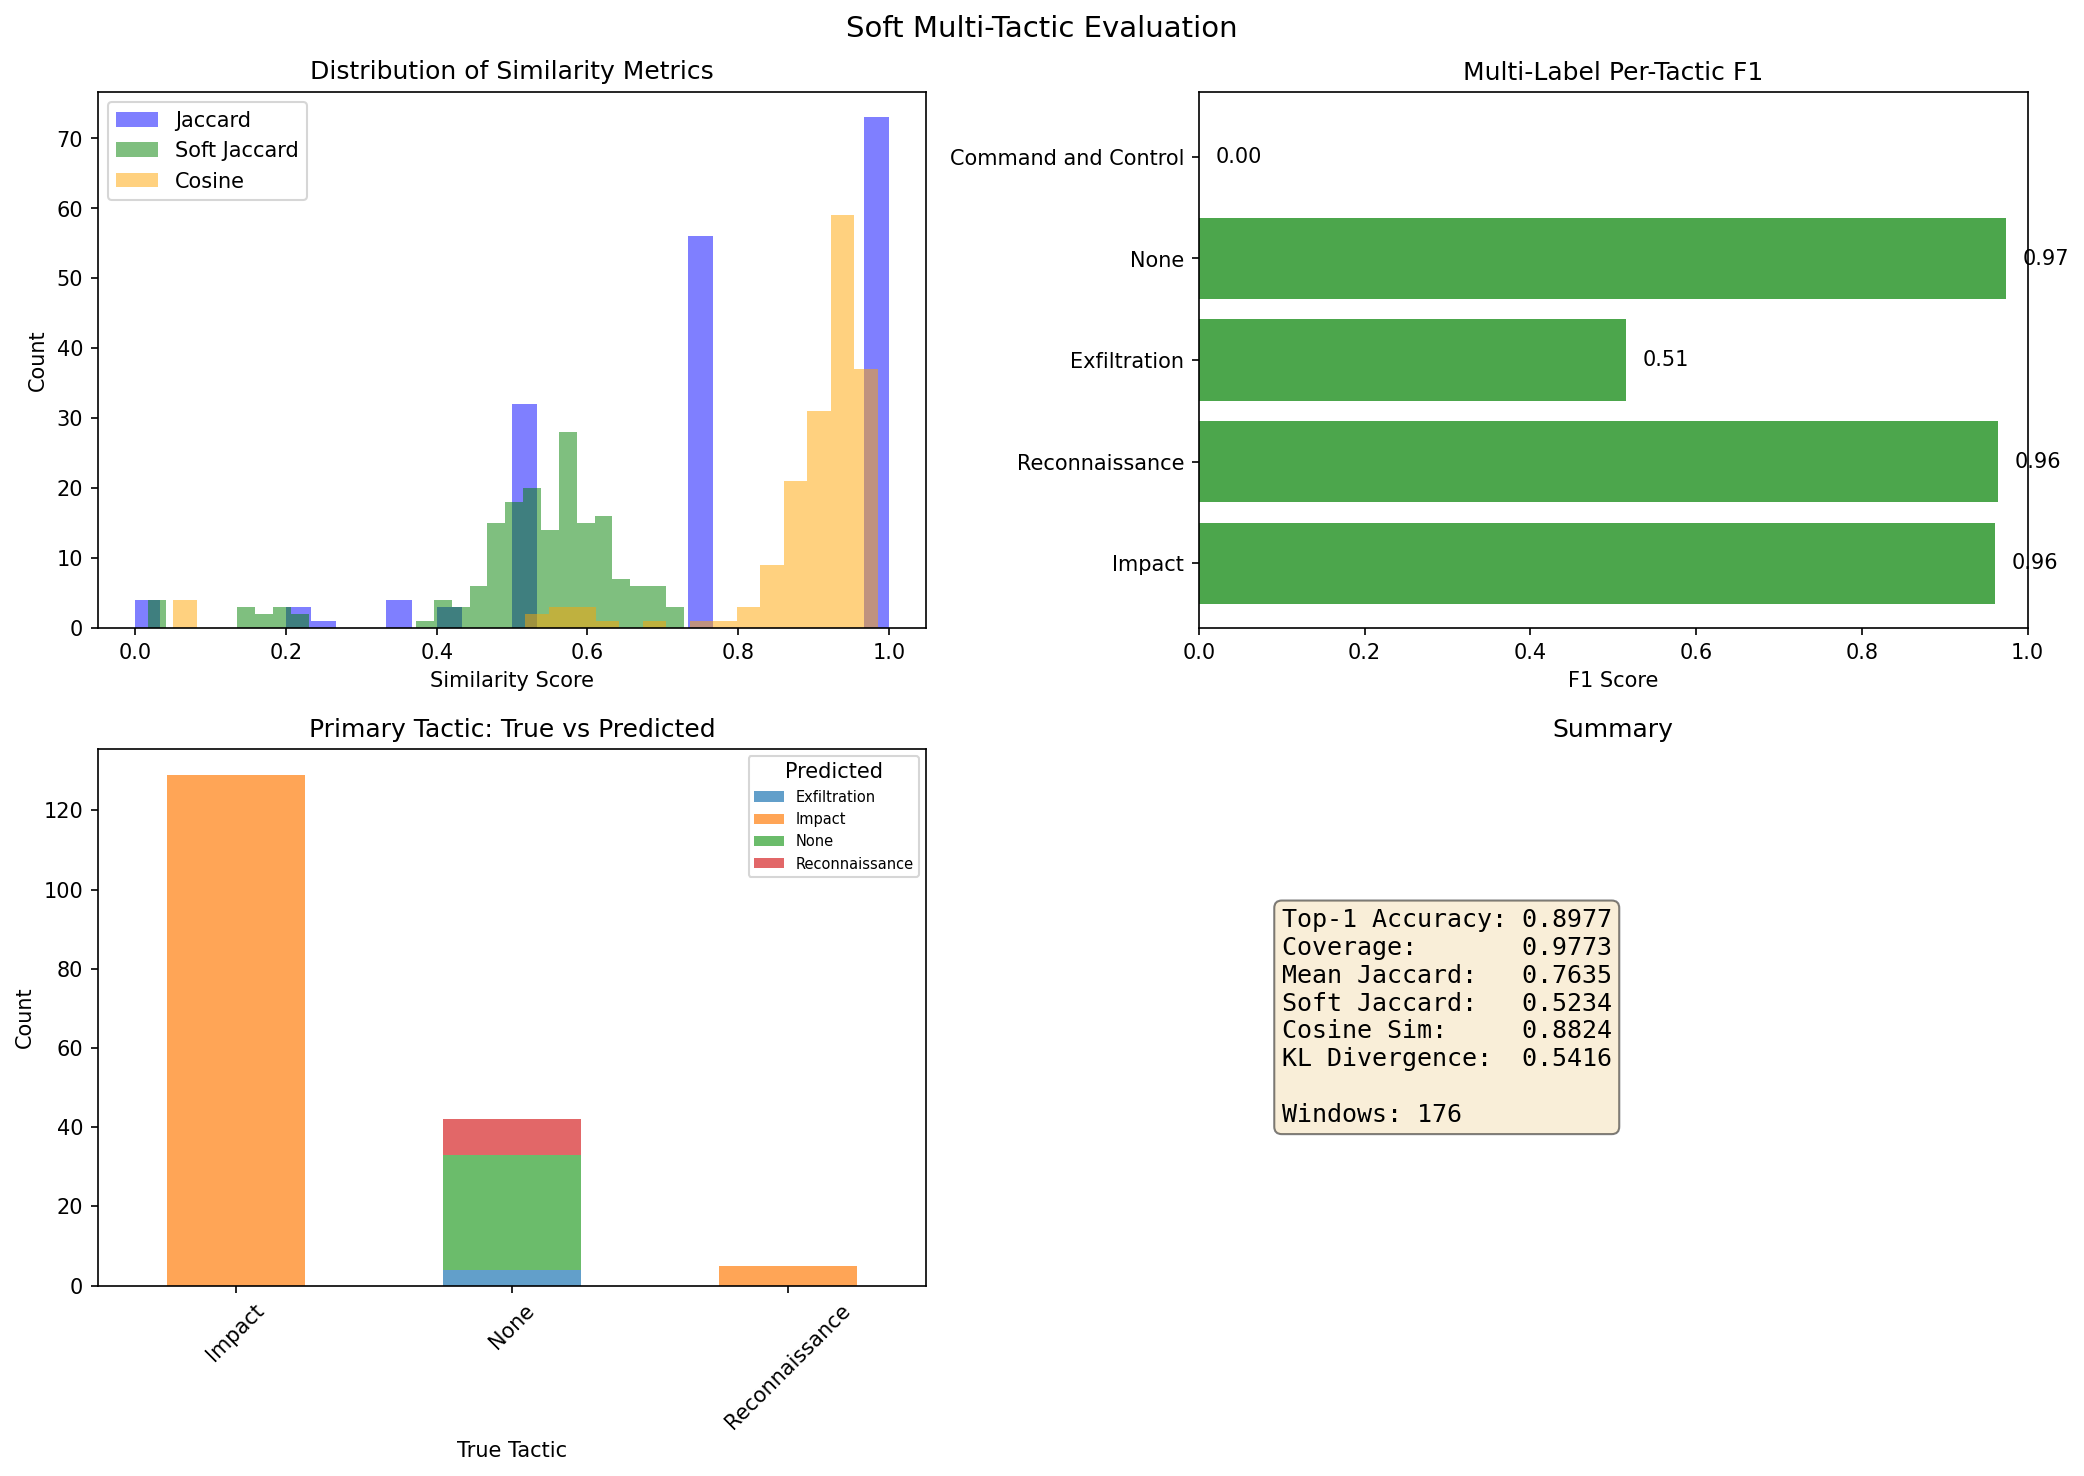 Soft Multi-Tactic Evaluation
Distribution of Similarity Metrics
Jaccard
Soft Jaccard
Cosine
70
60
50
40
30
20
10
0
Count
0.0 0.2 0.4 0.6 0.8 1.0
Similarity Score
Multi-Label Per-Tactic F1
Command and Control 0.00
None 0.97
Exfiltration 0.51
Reconnaissance 0.96
Impact 0.96
0.0 0.2 0.4 0.6 0.8 1.0
F1 Score
Primary Tactic: True vs Predicted
Predicted
Exfiltration
Impact
None
Reconnaissance
120
100
80
60
40
20
0
Count
Impact None Reconnaissance
True Tactic
Summary
Top-1 Accuracy: 0.8977
Coverage: 0.9773
Mean Jaccard: 0.7635
Soft Jaccard: 0.5234
Cosine Sim: 0.8824
KL Divergence: 0.5416
Windows: 176